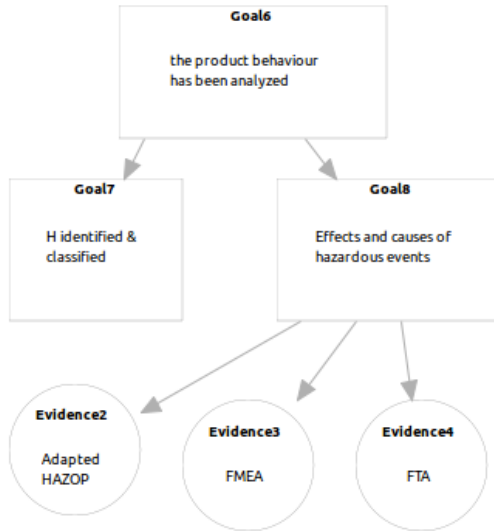 Goal6
the product behaviour
has been analyzed
Goal7
H identified &
classified
Goal8
Effects and causes of
hazardous events
Evidence2
Adapted
HAZOP
Evidence3
FMEA
Evidence4
FTA